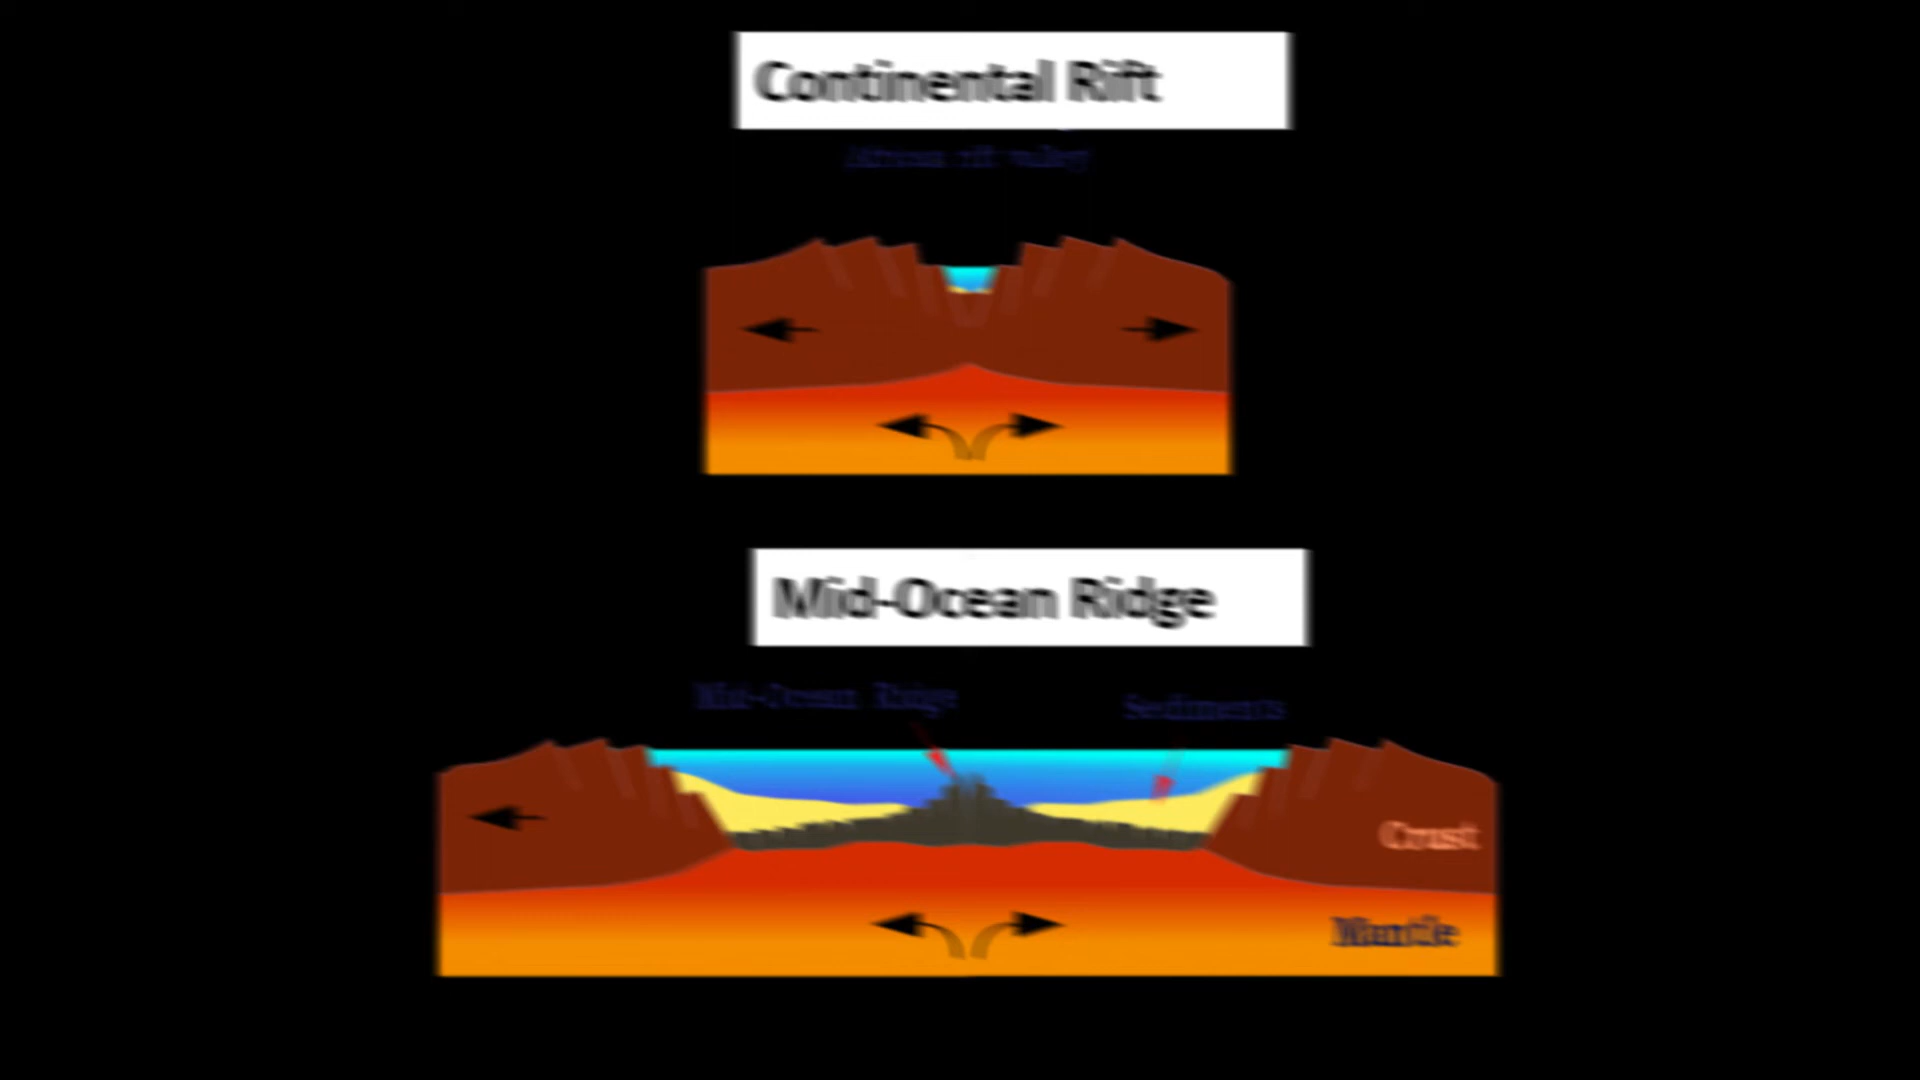 Continental Rift
Mid-Ocean Ridge
Mid-Ocean Ridge
Sediments
Crust
Mantle